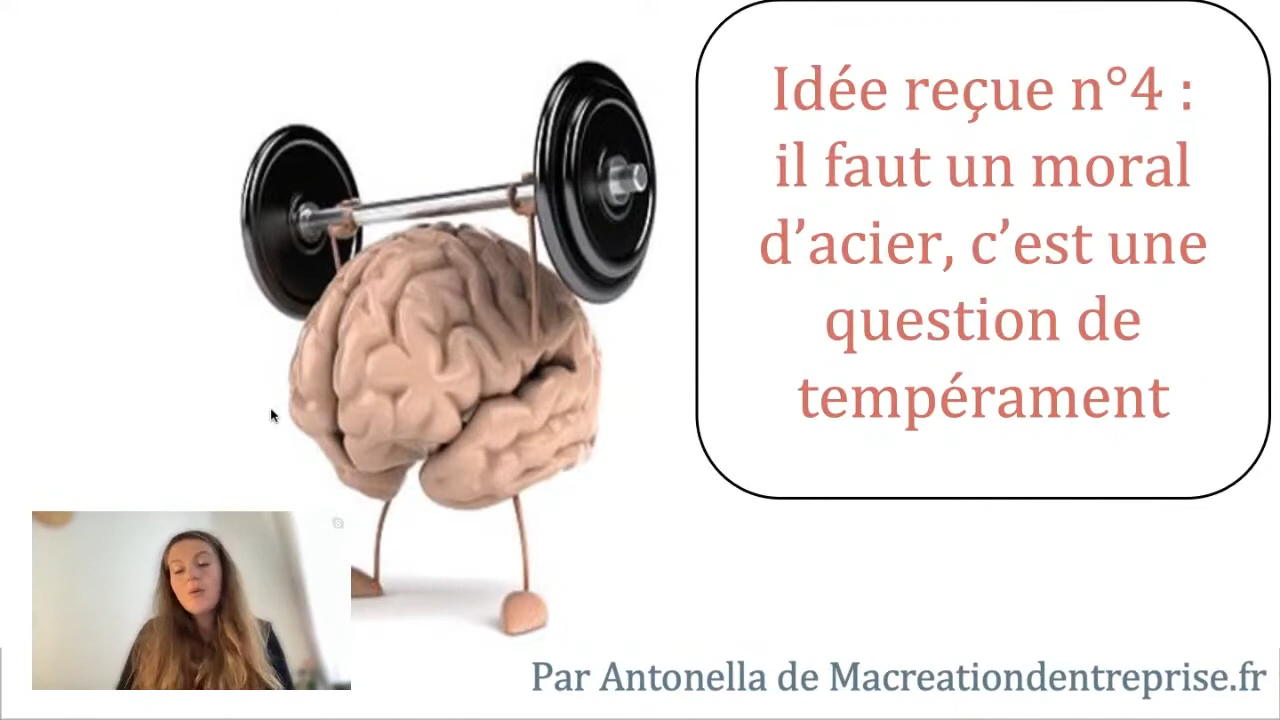 Idée reçue n°4 :
il faut un moral
d’acier, c’est une
question de
tempérament
Par Antonella de Macreationdentreprise.fr